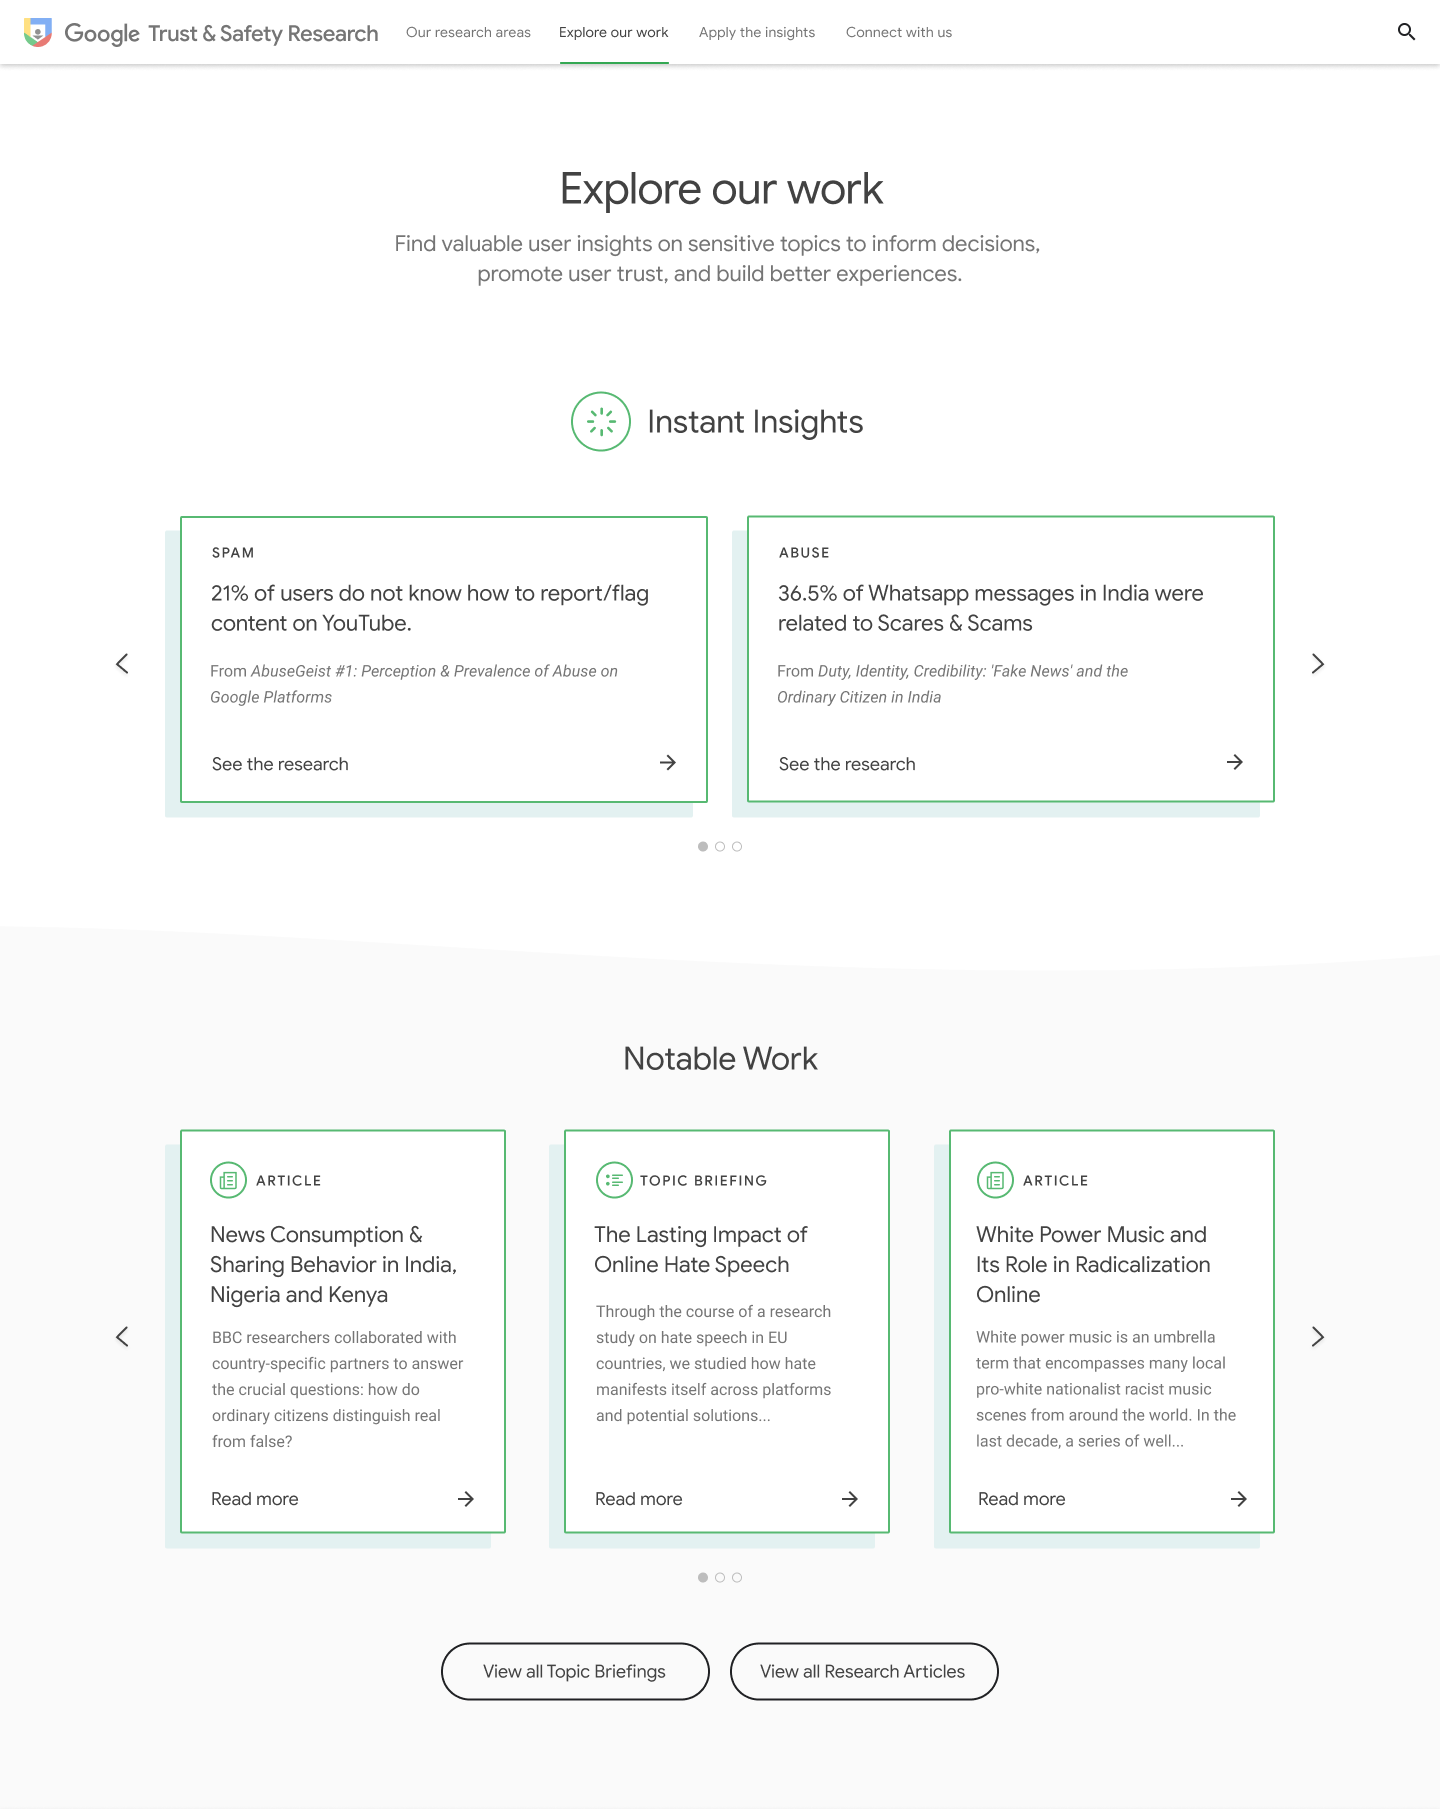 Google Trust & Safety Research
Our research areas
Explore our work
Apply the insights
Connect with us
Explore our work
Find valuable user insights on sensitive topics to inform decisions,
promote user trust, and build better experiences.
Instant Insights
SPAM
21% of users do not know how to report/flag
content on YouTube.
From AbuseGeist #1: Perception & Prevalence of Abuse on
Google Platforms
See the research
ABUSE
36.5% of Whatsapp messages in India were
related to Scares & Scams
From Duty, Identity, Credibility: 'Fake News' and the
Ordinary Citizen in India
See the research
Notable Work
ARTICLE
News Consumption &
Sharing Behavior in India,
Nigeria and Kenya
BBC researchers collaborated with
country-specific partners to answer
the crucial questions: how do
ordinary citizens distinguish real
from false?
Read more
TOPIC BRIEFING
The Lasting Impact of
Online Hate Speech
Through the course of a research
study on hate speech in EU
countries, we studied how hate
manifests itself across platforms
and potential solutions...
Read more
ARTICLE
White Power Music and
Its Role in Radicalization
Online
White power music is an umbrella
term that encompasses many local
pro-white nationalist racist music
scenes from around the world. In the
last decade, a series of well...
Read more
View all Topic Briefings
View all Research Articles